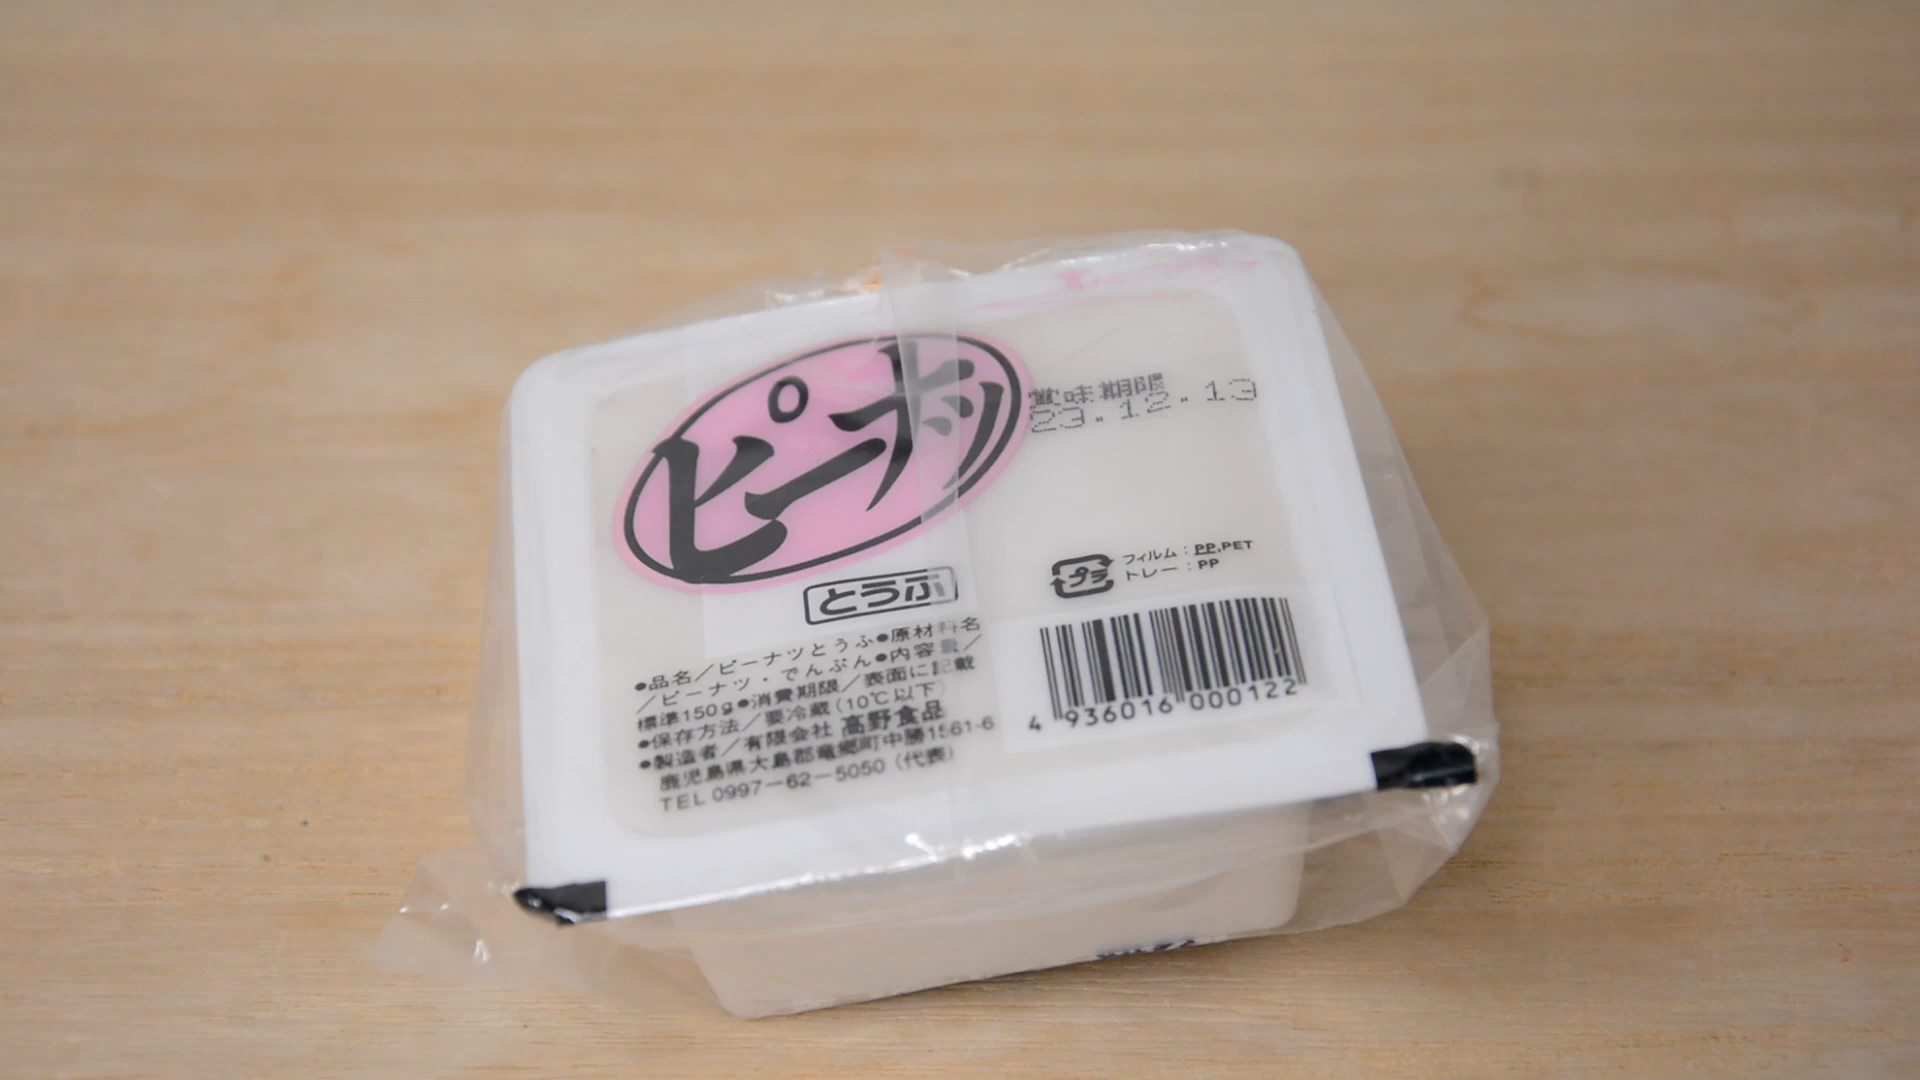 ピーナツ
とうふ
賞味期限
23.12.13
プラ
フィルム：PP,PET
トレー：PP
●品名／ピーナツとうふ●原材料名
／ピーナツ・でんぷん●内容量／
標準150g●消費期限／表面に記載
●保存方法／要冷蔵(10℃以下)
●製造者／有限会社 高野食品
鹿児島県大島郡竜郷町中勝1561-6
TEL 0997－62－5050 (代表)
4 936016 000122